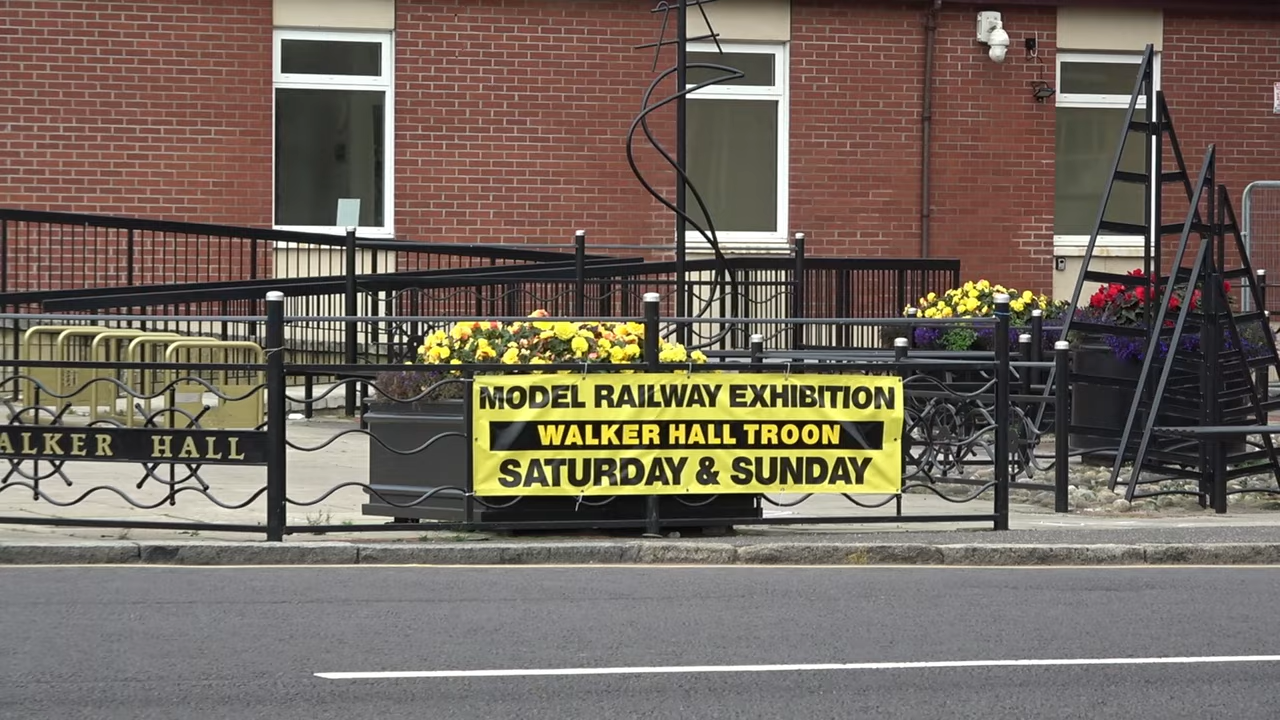 ALKER HALL
MODEL RAILWAY EXHIBITION
WALKER HALL TROON
SATURDAY & SUNDAY